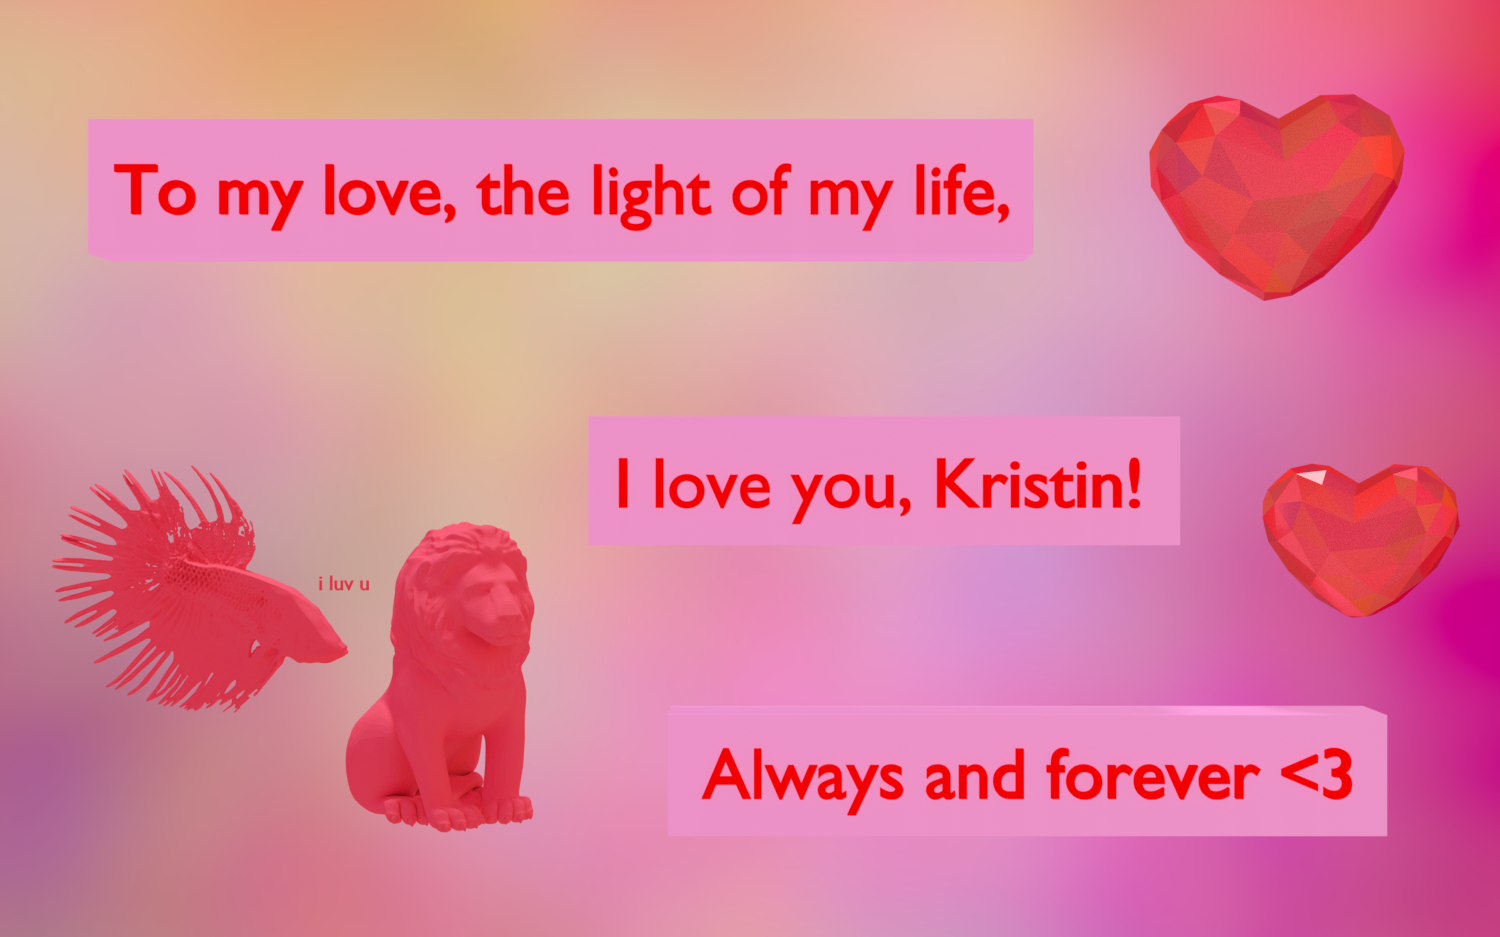 To my love, the light of my life,
I love you, Kristin!
i luv u
Always and forever <3